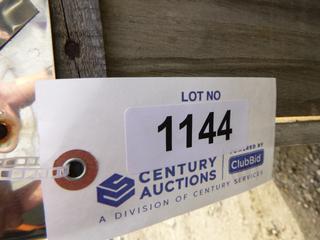 LOT NO
1144
POWERED BY
CENTURY
AUCTIONS
ClubBid
A DIVISION OF CENTURY SERVICES